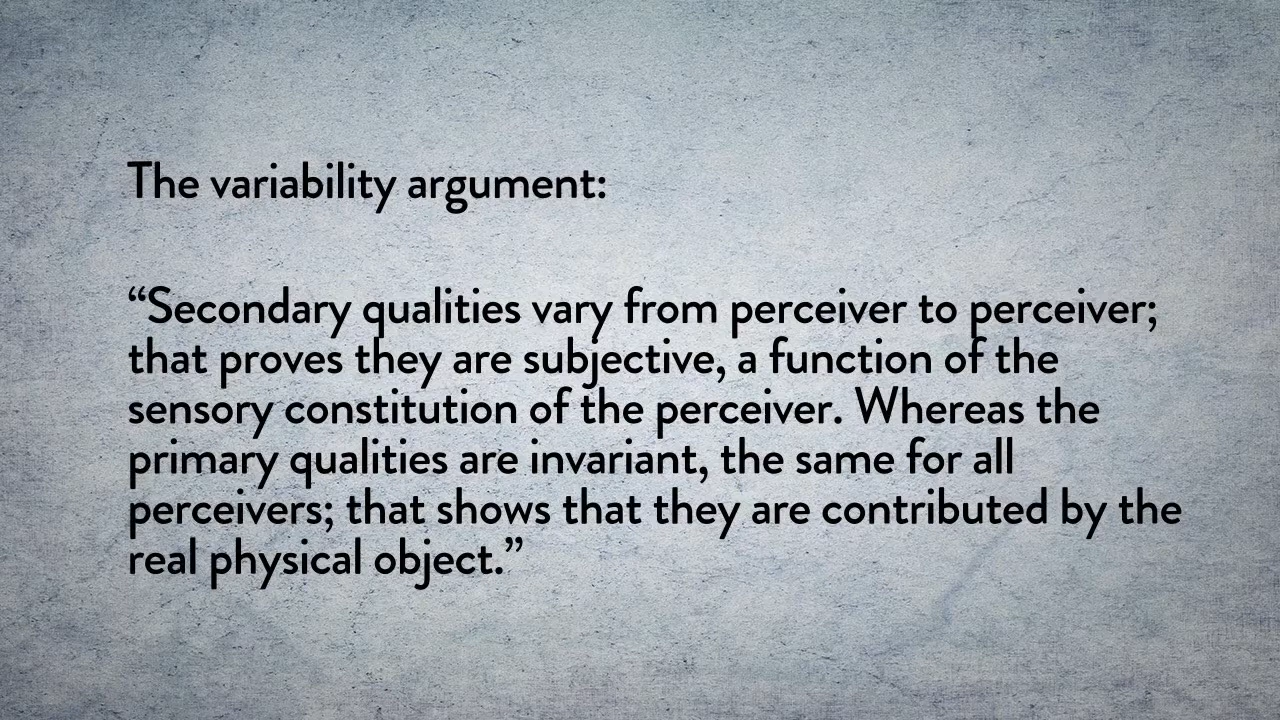 The variability argument:
“Secondary qualities vary from perceiver to perceiver;
that proves they are subjective, a function of the
sensory constitution of the perceiver. Whereas the
primary qualities are invariant, the same for all
perceivers; that shows that they are contributed by the
real physical object.”